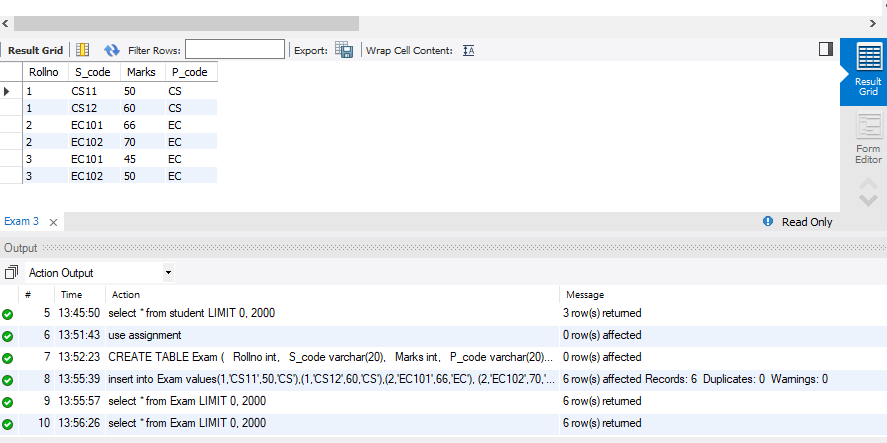 Result Grid Filter Rows: Export: Wrap Cell Content:
Rollno S_code Marks P_code
1 CS11 50 CS
1 CS12 60 CS
2 EC101 66 EC
2 EC102 70 EC
3 EC101 45 EC
3 EC102 50 EC
Result
Grid
Form
Editor
Exam 3 Read Only
Output
Action Output
# Time Action Message
5 13:45:50 select * from student LIMIT 0, 2000 3 row(s) returned
6 13:51:43 use assignment 0 row(s) affected
7 13:52:23 CREATE TABLE Exam ( Rollno int, S_code varchar(20), Marks int, P_code varchar(20)... 0 row(s) affected
8 13:55:39 insert into Exam values(1,'CS11',50,'CS'),(1,'CS12',60,'CS'),(2,'EC101',66,'EC'), (2,'EC102',70,'... 6 row(s) affected Records: 6 Duplicates: 0 Warnings: 0
9 13:55:57 select * from Exam LIMIT 0, 2000 6 row(s) returned
10 13:56:26 select * from Exam LIMIT 0, 2000 6 row(s) returned